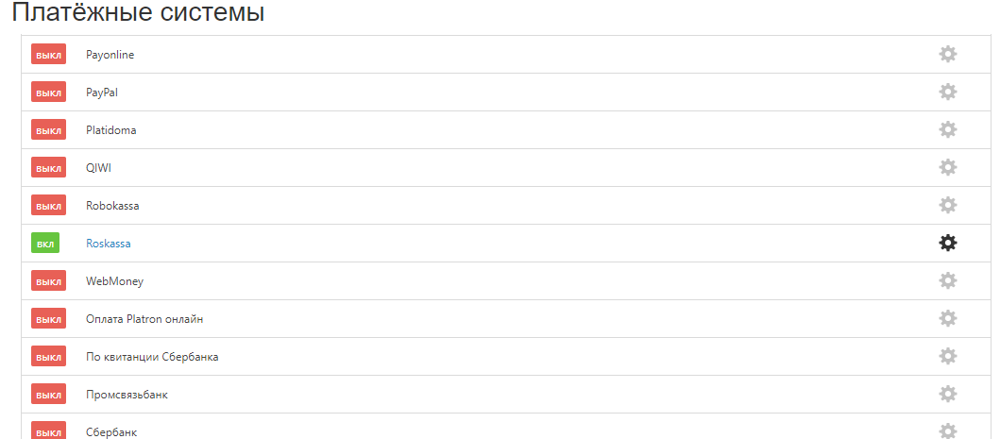 Платёжные системы
выкл Payonline
выкл PayPal
выкл Platidoma
выкл QIWI
выкл Robokassa
вкл Roskassa
выкл WebMoney
выкл Оплата Platron онлайн
выкл По квитанции Сбербанка
выкл Промсвязьбанк
выкл Сбербанк